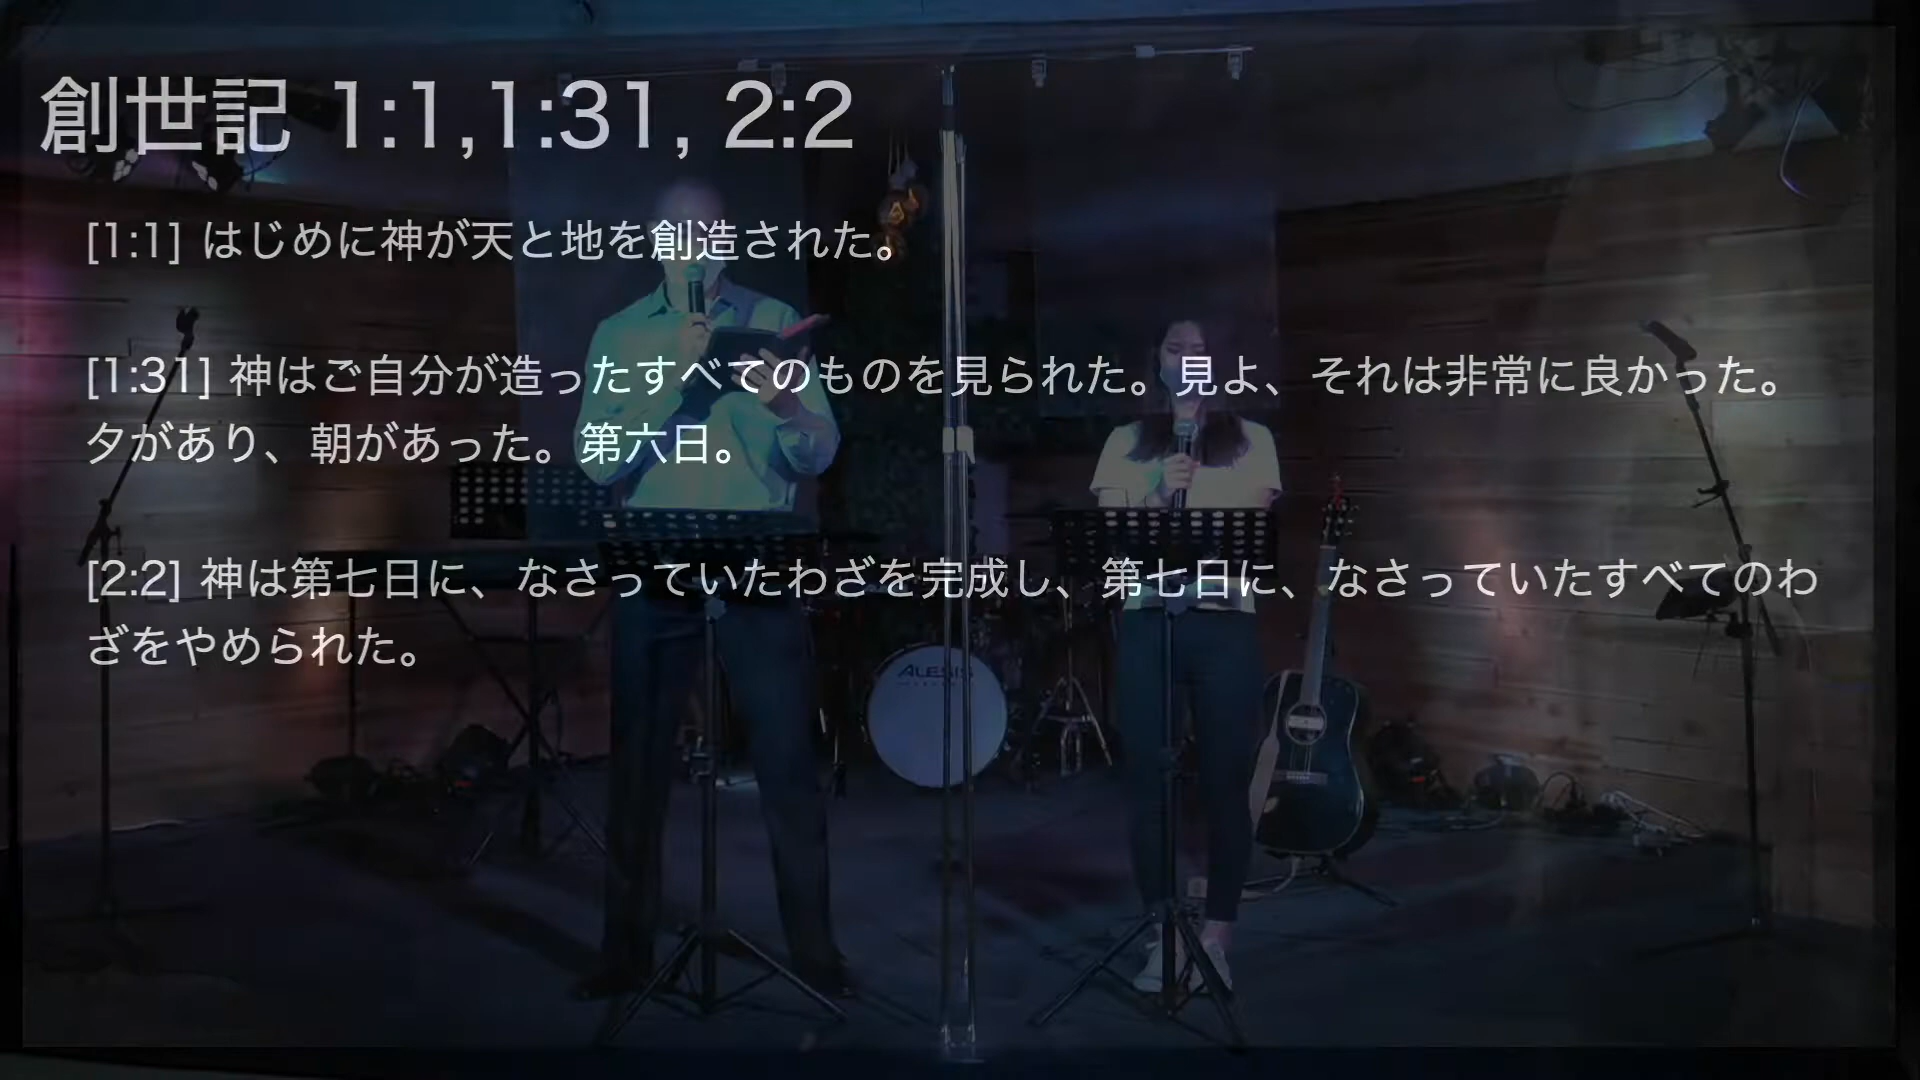 創世記 1:1,1:31, 2:2
[1:1] はじめに神が天と地を創造された。
[1:31] 神はご自分が造ったすべてのものを見られた。見よ、それは非常に良かった。
夕があり、朝があった。第六日。
[2:2] 神は第七日に、なさっていたわざを完成し、第七日に、なさっていたすべてのわ
ざをやめられた。
ALESIS